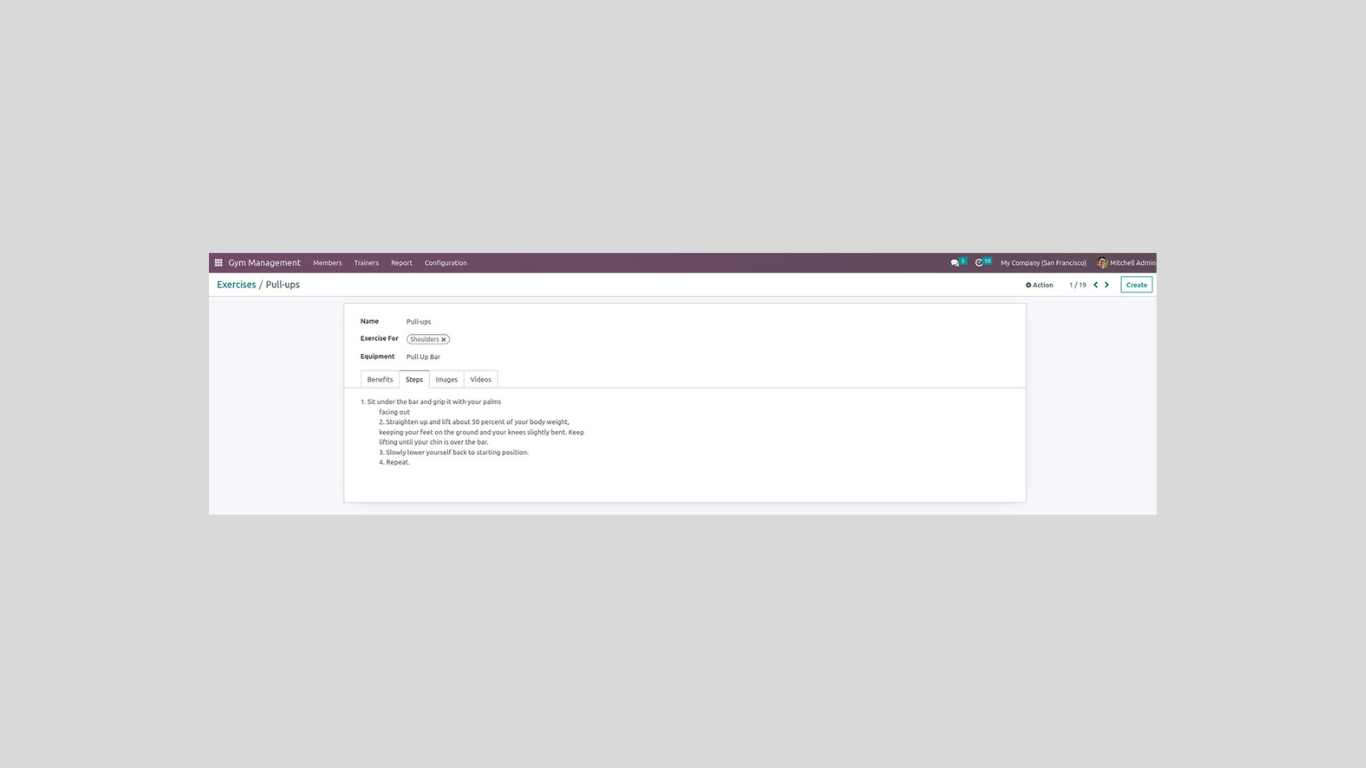 Gym Management Members Trainers Report Configuration 5 10 My Company (San Francisco) Mitchell Admin
Exercises / Pull-ups Action 1 / 19 Create
Name Pull-ups
Exercise For Shoulders ×
Equipment Pull Up Bar
Benefits Steps Images Videos
1. Sit under the bar and grip it with your palms
facing out
2. Straighten up and lift about 50 percent of your body weight,
keeping your feet on the ground and your knees slightly bent. Keep
lifting until your chin is over the bar.
3. Slowly lower yourself back to starting position.
4. Repeat.